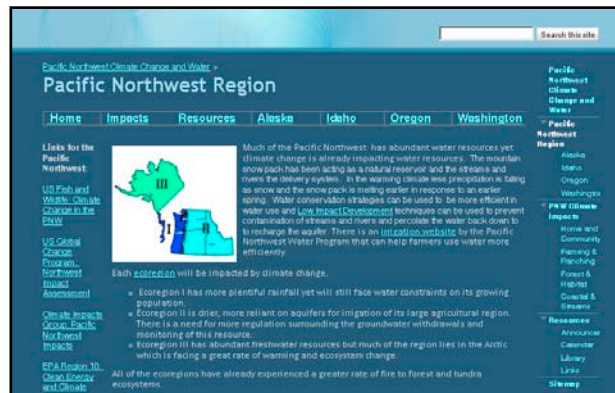 Search this site
Pacific Northwest Climate Change and Water »
Pacific Northwest Region
Home Impacts Resources Alaska Idaho Oregon Washington
Links for the
Pacific
Northwest:
US Fish and
Wildlife: Climate
Change in the
PNW
US Global
Change
Program:
Northwest
Impact
Assessment
Climate Impacts
Group: Pacific
Northwest
Impacts
EPA Region 10:
Clean Energy
and Climate
III
I
II
Much of the Pacific Northwest has abundant water resources yet
climate change is already impacting water resources. The mountain
snow pack has been acting as a natural reservoir and the streams and
rivers the delivery system. In the warming climate less precipitation is falling
as snow and the snow pack is melting earlier in response to an earlier
spring. Water conservation strategies can be used to be more efficient in
water use and Low Impact Development techniques can be used to prevent
contamination of streams and rivers and percolate the water back down to
to recharge the aquifer. There is an irrigation website by the Pacific
Northwest Water Program that can help farmers use water more
efficiently.
Each ecoregion will be impacted by climate change.
Ecoregion I has more plentiful rainfall yet will still face water constraints on its growing
population.
Ecoregion II is drier, more reliant on aquifers for irrigation of its large agricultural region.
There is a need for more regulation surrounding the groundwater withdrawals and
monitoring of this resource.
Ecoregion III has abundant freshwater resources but much of the region lies in the Arctic
which is facing a great rate of warming and ecosystem change.
All of the ecoregions have already experienced a greater rate of fire to forest and tundra
ecosystems.
Pacific
Northwest
Climate
Change and
Water
Pacific
Northwest
Region
Alaska
Idaho
Oregon
Washington
PNW Climate
Impacts
Home and
Community
Farming &
Ranching
Forest &
Habitat
Coastal &
Streams
Resources
Announcer
Calendar
Library
Links
Sitemap